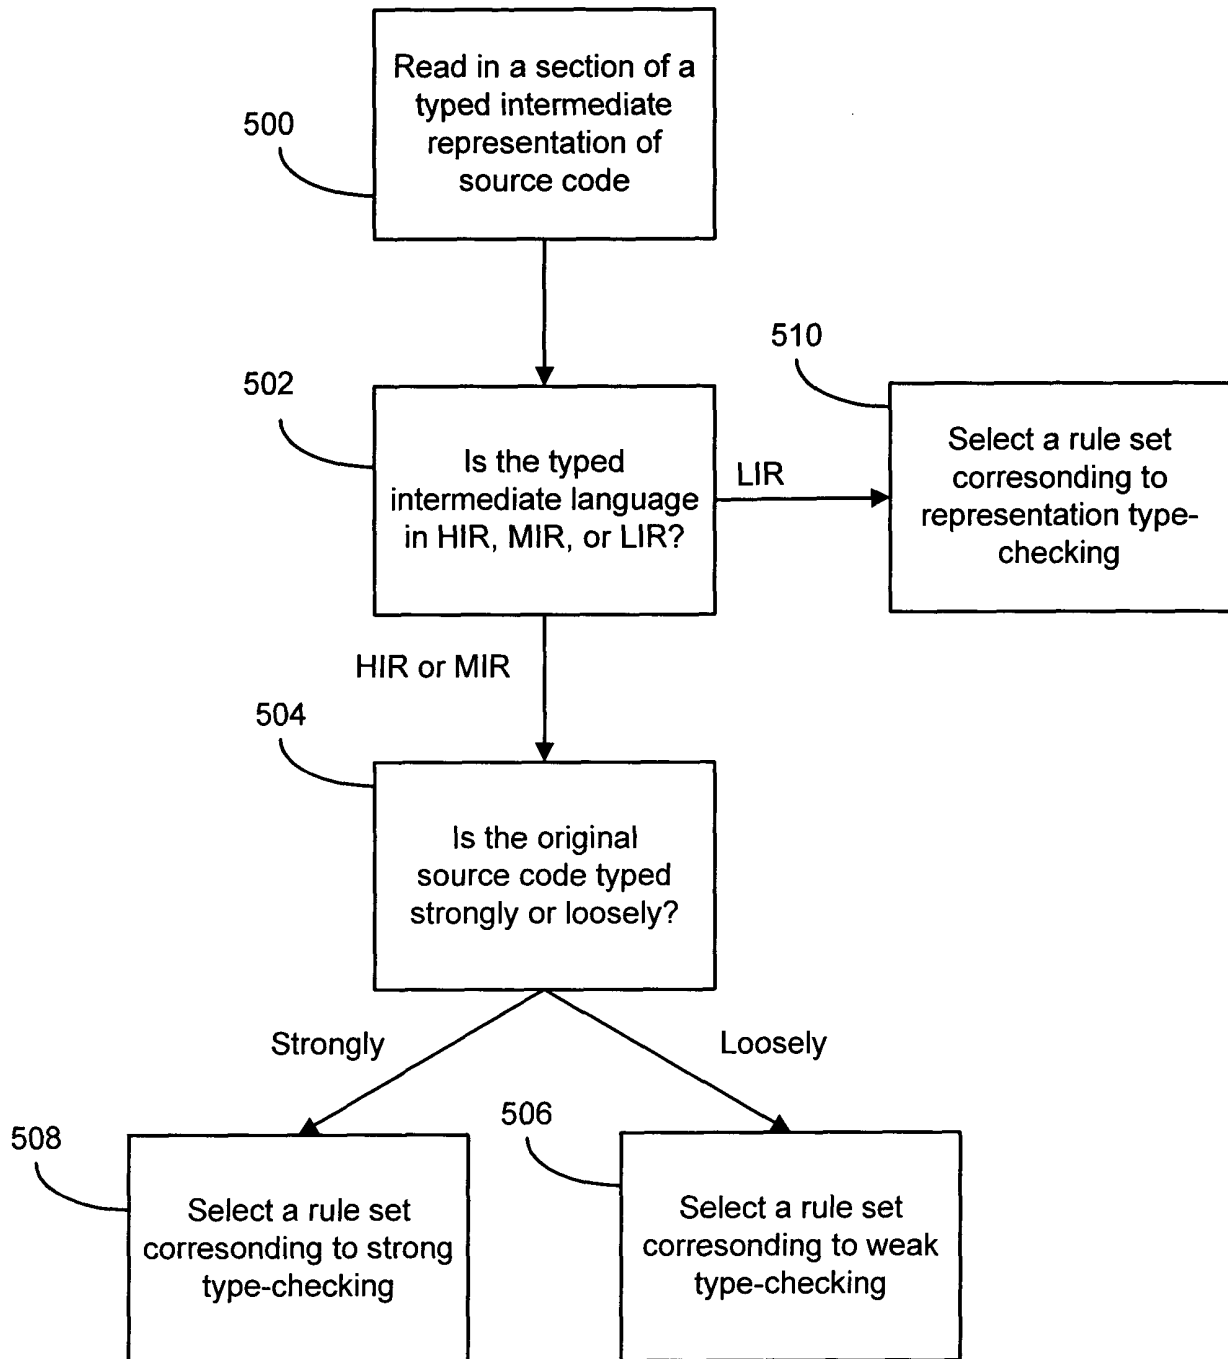 Read in a section of a
typed intermediate
representation of
source code
500
510
502
Is the typed
intermediate language
in HIR, MIR, or LIR?
LIR
Select a rule set
corresonding to
representation type-
checking
HIR or MIR
504
Is the original
source code typed
strongly or loosely?
Strongly
Loosely
508
506
Select a rule set
corresonding to strong
type-checking
Select a rule set
corresonding to weak
type-checking